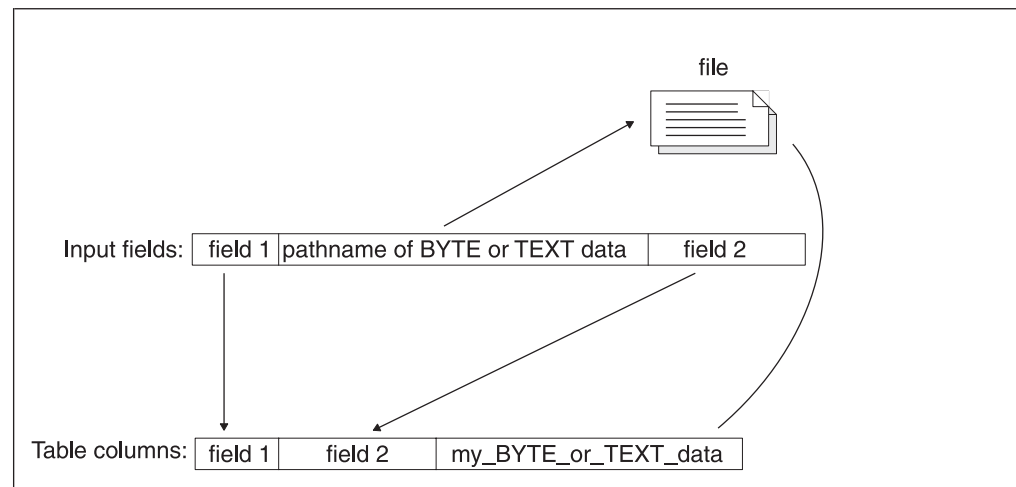 file
Input fields: field 1 pathname of BYTE or TEXT data field 2
Table columns: field 1 field 2 my_BYTE_or_TEXT_data